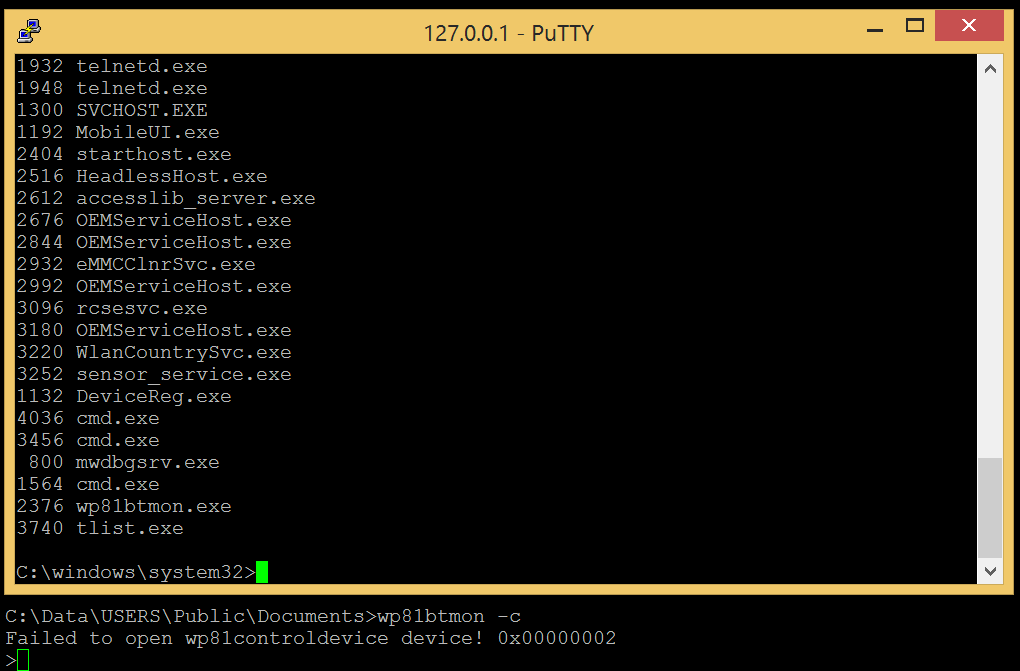 127.0.0.1 - PuTTY
1932 telnetd.exe
1948 telnetd.exe
1300 SVCHOST.EXE
1192 MobileUI.exe
2404 starthost.exe
2516 HeadlessHost.exe
2612 accesslib_server.exe
2676 OEMServiceHost.exe
2844 OEMServiceHost.exe
2932 eMMCClnrSvc.exe
2992 OEMServiceHost.exe
3096 rcsesvc.exe
3180 OEMServiceHost.exe
3220 WlanCountrySvc.exe
3252 sensor_service.exe
1132 DeviceReg.exe
4036 cmd.exe
3456 cmd.exe
 800 mwdbgsrv.exe
1564 cmd.exe
2376 wp81btmon.exe
3740 tlist.exe
C:\windows\system32>
C:\Data\USERS\Public\Documents>wp81btmon -c
Failed to open wp81controldevice device! 0x00000002
>